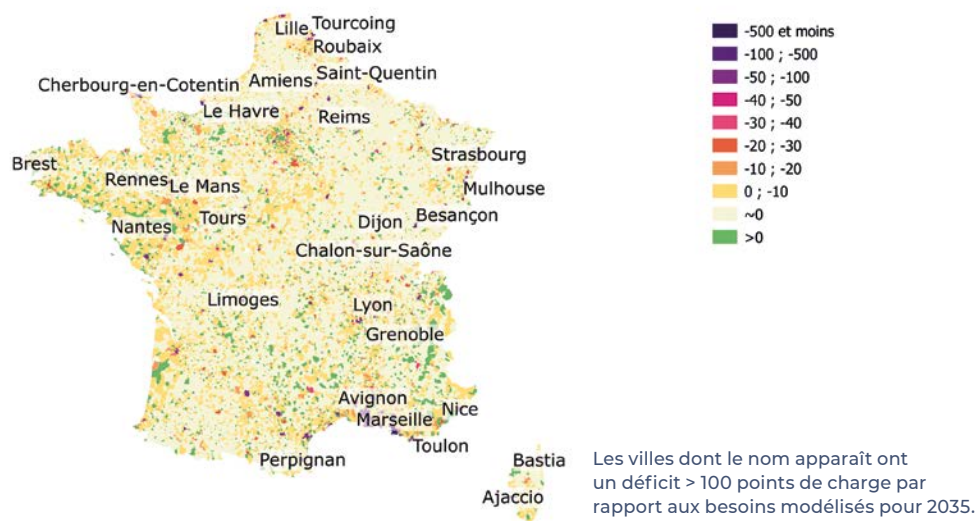 Lille Tourcoing
Roubaix
Amiens Saint-Quentin
Cherbourg-en-Cotentin
Le Havre Reims
Strasbourg
Brest
Rennes Le Mans
Mulhouse
Tours
Nantes
Dijon Besançon
Chalon-sur-Saône
Limoges
Lyon
Grenoble
Avignon
Nice
Marseille
Toulon
Perpignan
Bastia
Ajaccio
-500 et moins
-100 ; -500
-50 ; -100
-40 ; -50
-30 ; -40
-20 ; -30
-10 ; -20
0 ; -10
~0
>0
Les villes dont le nom apparaît ont
un déficit > 100 points de charge par
rapport aux besoins modélisés pour 2035.